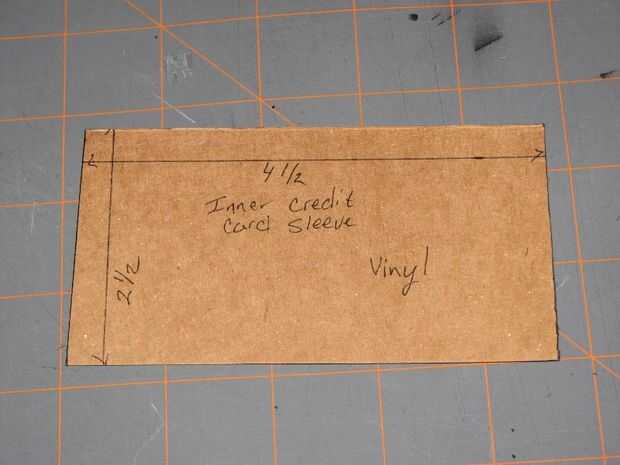 4 1/2
Inner Credit
Card Sleeve
Vinyl
2 1/2